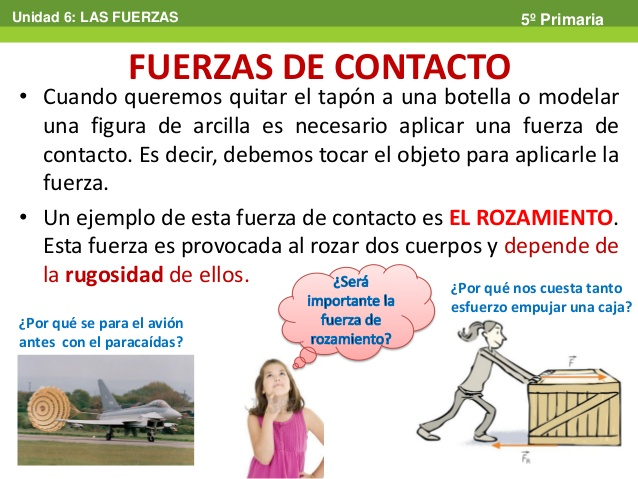 Unidad 6: LAS FUERZAS
5º Primaria
FUERZAS DE CONTACTO
• Cuando queremos quitar el tapón a una botella o modelar
una figura de arcilla es necesario aplicar una fuerza de
contacto. Es decir, debemos tocar el objeto para aplicarle la
fuerza.
• Un ejemplo de esta fuerza de contacto es EL ROZAMIENTO.
Esta fuerza es provocada al rozar dos cuerpos y depende de
la rugosidad de ellos.
¿Será
importante la
fuerza de
rozamiento?
¿Por qué nos cuesta tanto
esfuerzo empujar una caja?
¿Por qué se para el avión
antes  con el paracaídas?
F
F_R